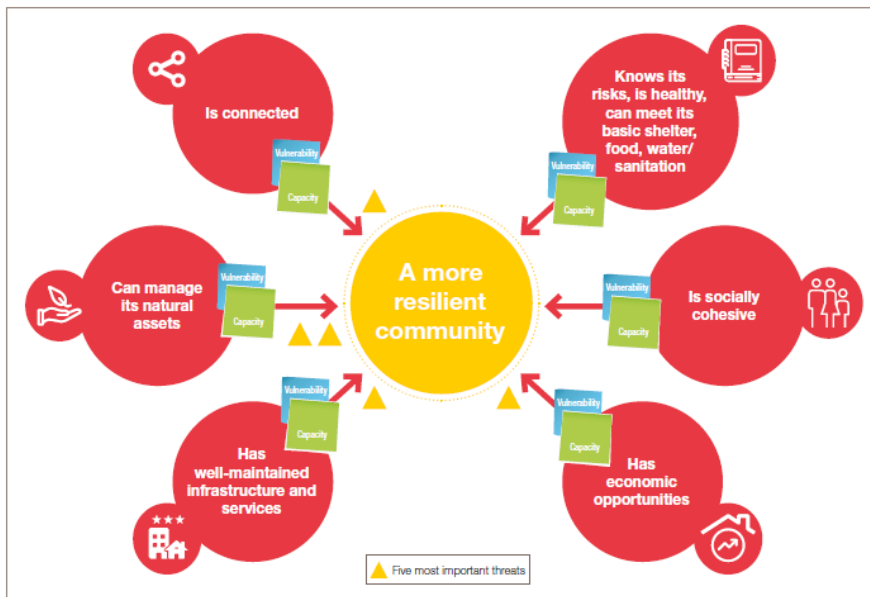 Is connected
Vulnerability
Capacity
Knows its
risks, is healthy,
can meet its
basic shelter,
food, water/
sanitation
Vulnerability
Capacity
Can manage
its natural
assets
Vulnerability
Capacity
A more
resilient
community
Vulnerability
Capacity
Is socially
cohesive
Vulnerability
Capacity
Has
well-maintained
infrastructure and
services
Vulnerability
Capacity
Has
economic
opportunities
Five most important threats